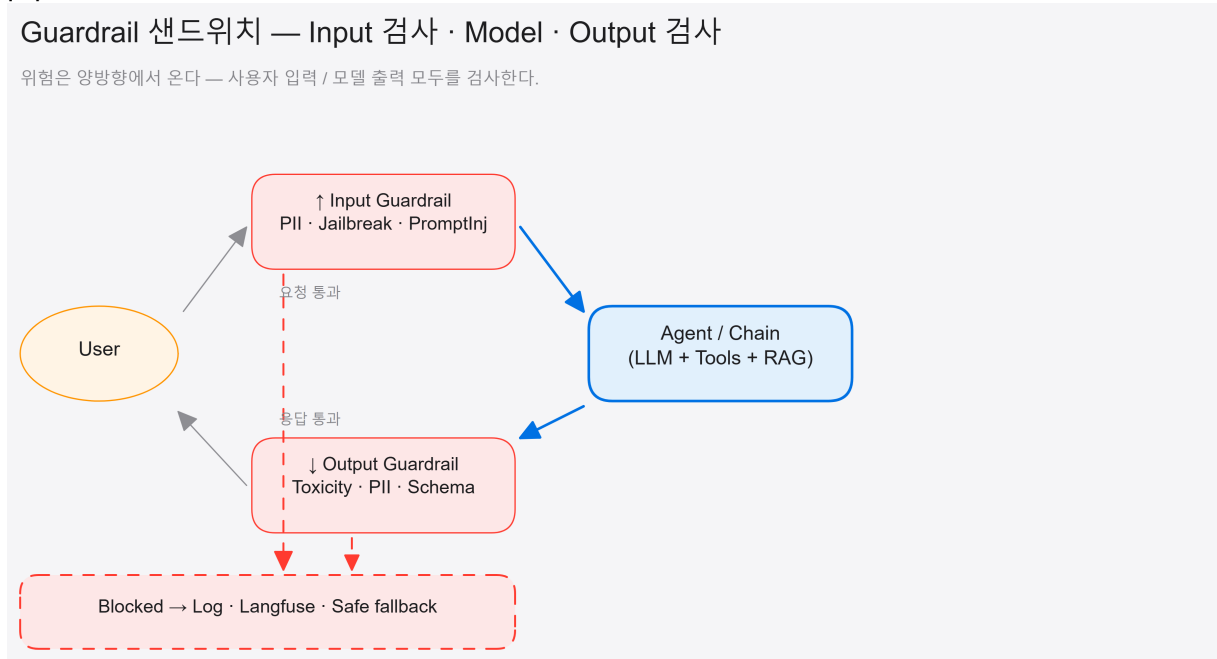 Guardrail 샌드위치 — Input 검사 · Model · Output 검사
위험은 양방향에서 온다 — 사용자 입력 / 모델 출력 모두를 검사한다.
↑ Input Guardrail
PII · Jailbreak · PromptInj
요청 통과
User
Agent / Chain
(LLM + Tools + RAG)
응답 통과
↓ Output Guardrail
Toxicity · PII · Schema
Blocked → Log · Langfuse · Safe fallback